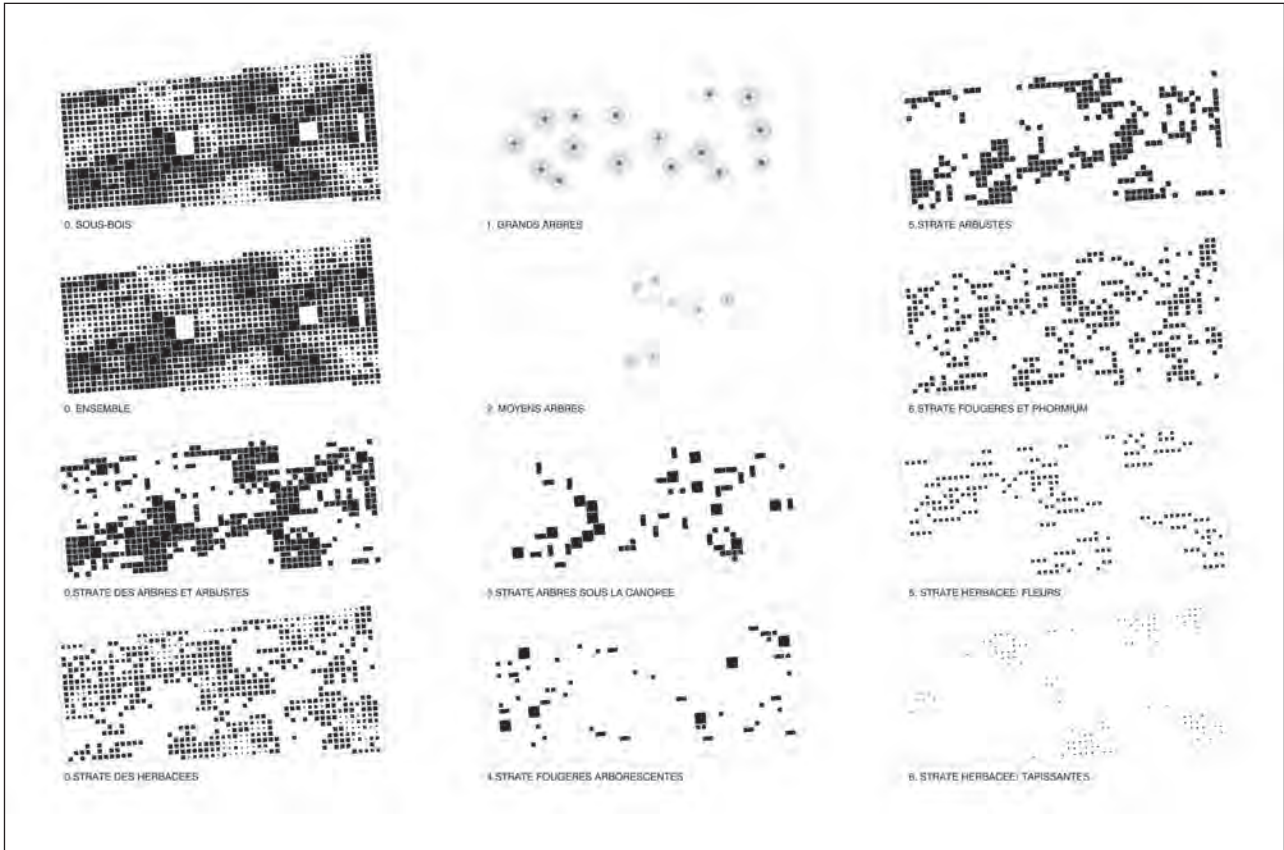 0. SOUS-BOIS
1. GRANDS ARBRES
5.STRATE ARBUSTES
0. ENSEMBLE
2. MOYENS ARBRES
6.STRATE FOUGERES ET PHORMIUM
0.STRATE DES ARBRES ET ARBUSTES
3.STRATE ARBRES SOUS LA CANOPEE
5. STRATE HERBACEE: FLEURS
0.STRATE DES HERBACEES
4.STRATE FOUGERES ARBORESCENTES
6. STRATE HERBACEE: TAPISSANTES